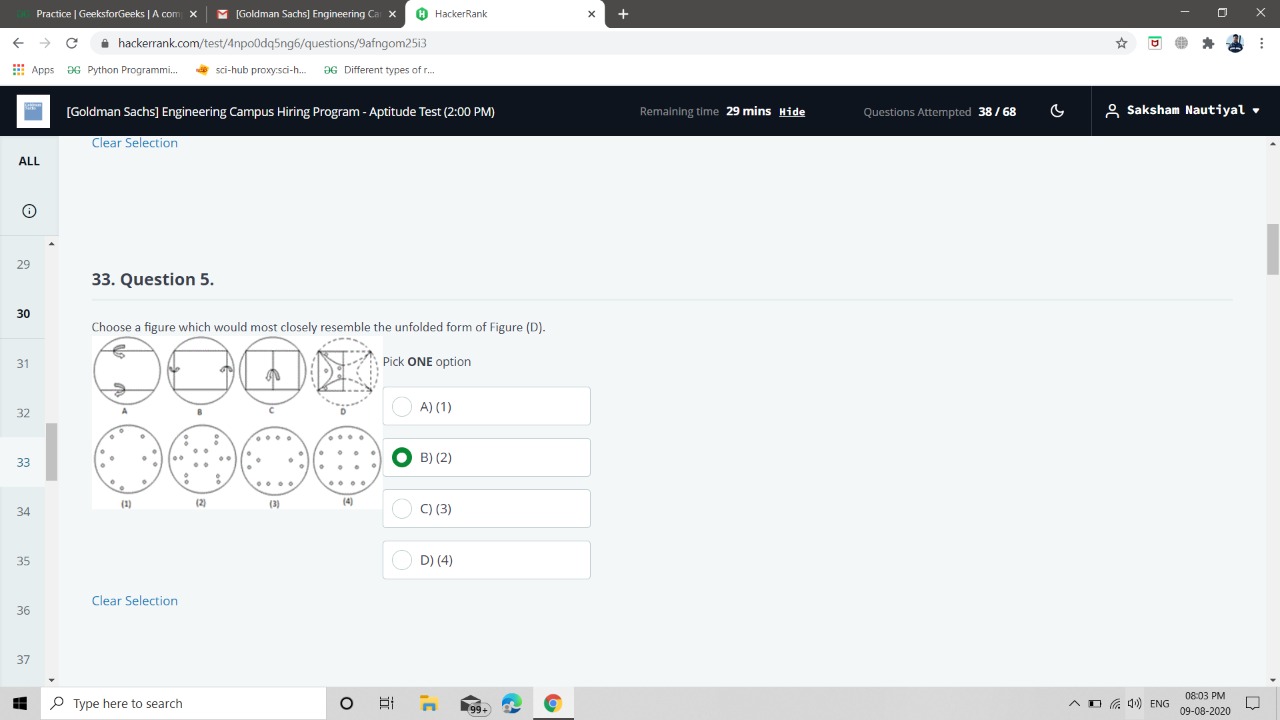 Practice | GeeksforGeeks | A com
[Goldman Sachs] Engineering Ca
HackerRank
hackerrank.com/test/4npo0dq5ng6/questions/9afngom25i3
Apps
Python Programmi...
sci-hub proxy:sci-h...
Different types of r...
[Goldman Sachs] Engineering Campus Hiring Program - Aptitude Test (2:00 PM)
Remaining time 29 mins Hide
Questions Attempted 38 / 68
Saksham Nautiyal
ALL
Clear Selection
29
30
31
32
33
34
35
36
37
33. Question 5.
Choose a figure which would most closely resemble the unfolded form of Figure (D).
A B C D
(1) (2) (3) (4)
Pick ONE option
A) (1)
B) (2)
C) (3)
D) (4)
Clear Selection
Type here to search
99+
ENG
08:03 PM
09-08-2020